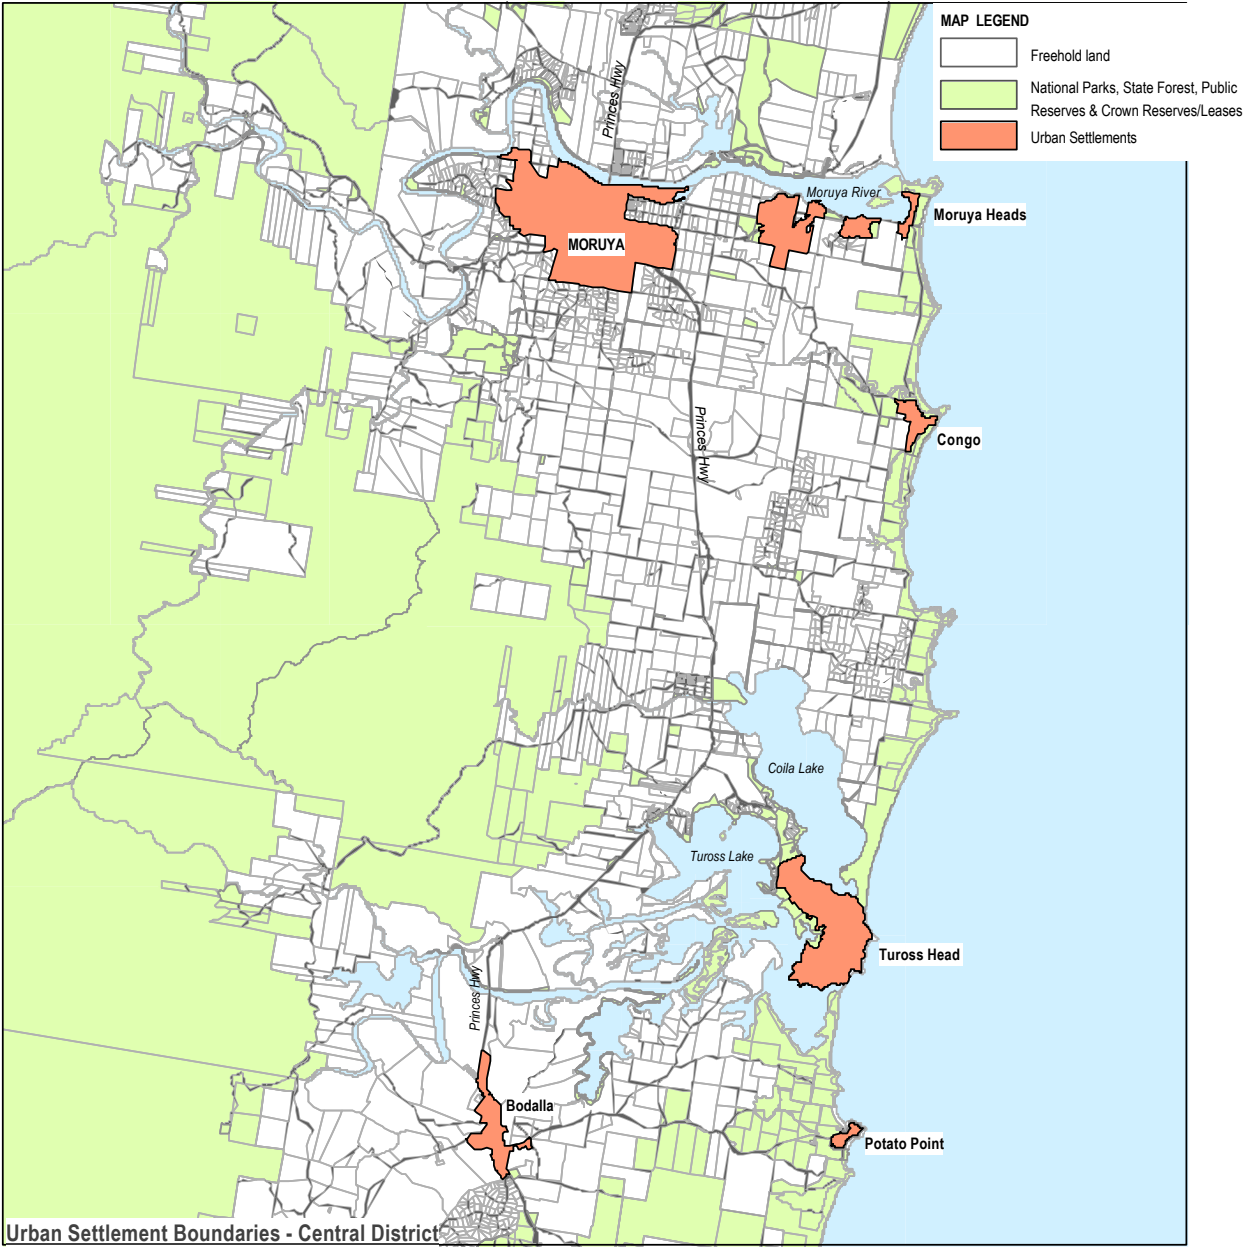 MAP LEGEND
Freehold land
National Parks, State Forest, Public
Reserves & Crown Reserves/Leases
Urban Settlements
Princes Hwy
Moruya River
Moruya Heads
MORUYA
Congo
Princes Hwy
Coila Lake
Tuross Lake
Tuross Head
Princes Hwy
Bodalla
Potato Point
Urban Settlement Boundaries - Central District